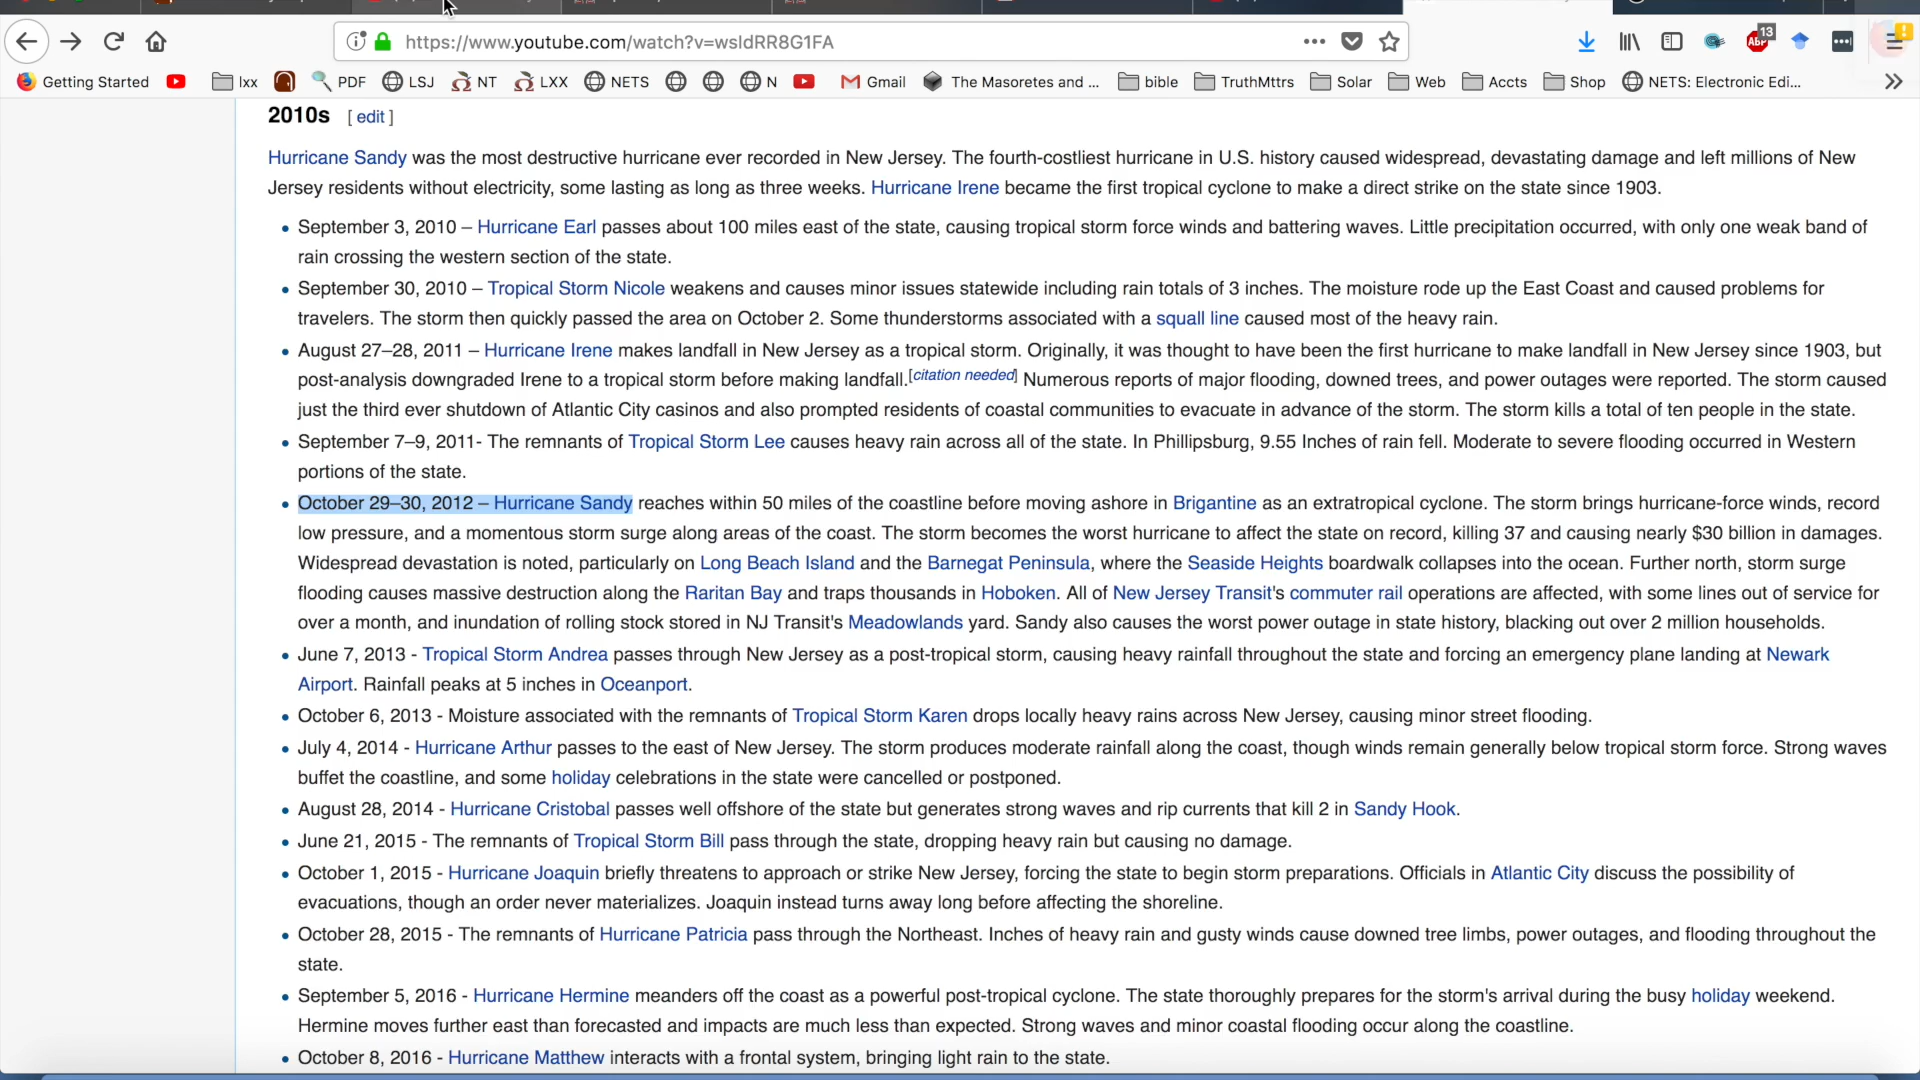 https://www.youtube.com/watch?v=wsldRR8G1FA
13
Getting Started lxx PDF LSJ NT LXX NETS N Gmail The Masoretes and ... bible TruthMttrs Solar Web Accts Shop NETS: Electronic Edi...
2010s [ edit ]
Hurricane Sandy was the most destructive hurricane ever recorded in New Jersey. The fourth-costliest hurricane in U.S. history caused widespread, devastating damage and left millions of New
Jersey residents without electricity, some lasting as long as three weeks. Hurricane Irene became the first tropical cyclone to make a direct strike on the state since 1903.
• September 3, 2010 – Hurricane Earl passes about 100 miles east of the state, causing tropical storm force winds and battering waves. Little precipitation occurred, with only one weak band of
rain crossing the western section of the state.
• September 30, 2010 – Tropical Storm Nicole weakens and causes minor issues statewide including rain totals of 3 inches. The moisture rode up the East Coast and caused problems for
travelers. The storm then quickly passed the area on October 2. Some thunderstorms associated with a squall line caused most of the heavy rain.
• August 27–28, 2011 – Hurricane Irene makes landfall in New Jersey as a tropical storm. Originally, it was thought to have been the first hurricane to make landfall in New Jersey since 1903, but
post-analysis downgraded Irene to a tropical storm before making landfall.[citation needed] Numerous reports of major flooding, downed trees, and power outages were reported. The storm caused
just the third ever shutdown of Atlantic City casinos and also prompted residents of coastal communities to evacuate in advance of the storm. The storm kills a total of ten people in the state.
• September 7–9, 2011- The remnants of Tropical Storm Lee causes heavy rain across all of the state. In Phillipsburg, 9.55 Inches of rain fell. Moderate to severe flooding occurred in Western
portions of the state.
• October 29–30, 2012 – Hurricane Sandy reaches within 50 miles of the coastline before moving ashore in Brigantine as an extratropical cyclone. The storm brings hurricane-force winds, record
low pressure, and a momentous storm surge along areas of the coast. The storm becomes the worst hurricane to affect the state on record, killing 37 and causing nearly $30 billion in damages.
Widespread devastation is noted, particularly on Long Beach Island and the Barnegat Peninsula, where the Seaside Heights boardwalk collapses into the ocean. Further north, storm surge
flooding causes massive destruction along the Raritan Bay and traps thousands in Hoboken. All of New Jersey Transit's commuter rail operations are affected, with some lines out of service for
over a month, and inundation of rolling stock stored in NJ Transit's Meadowlands yard. Sandy also causes the worst power outage in state history, blacking out over 2 million households.
• June 7, 2013 - Tropical Storm Andrea passes through New Jersey as a post-tropical storm, causing heavy rainfall throughout the state and forcing an emergency plane landing at Newark
Airport. Rainfall peaks at 5 inches in Oceanport.
• October 6, 2013 - Moisture associated with the remnants of Tropical Storm Karen drops locally heavy rains across New Jersey, causing minor street flooding.
• July 4, 2014 - Hurricane Arthur passes to the east of New Jersey. The storm produces moderate rainfall along the coast, though winds remain generally below tropical storm force. Strong waves
buffet the coastline, and some holiday celebrations in the state were cancelled or postponed.
• August 28, 2014 - Hurricane Cristobal passes well offshore of the state but generates strong waves and rip currents that kill 2 in Sandy Hook.
• June 21, 2015 - The remnants of Tropical Storm Bill pass through the state, dropping heavy rain but causing no damage.
• October 1, 2015 - Hurricane Joaquin briefly threatens to approach or strike New Jersey, forcing the state to begin storm preparations. Officials in Atlantic City discuss the possibility of
evacuations, though an order never materializes. Joaquin instead turns away long before affecting the shoreline.
• October 28, 2015 - The remnants of Hurricane Patricia pass through the Northeast. Inches of heavy rain and gusty winds cause downed tree limbs, power outages, and flooding throughout the
state.
• September 5, 2016 - Hurricane Hermine meanders off the coast as a powerful post-tropical cyclone. The state thoroughly prepares for the storm's arrival during the busy holiday weekend.
Hermine moves further east than forecasted and impacts are much less than expected. Strong waves and minor coastal flooding occur along the coastline.
• October 8, 2016 - Hurricane Matthew interacts with a frontal system, bringing light rain to the state.